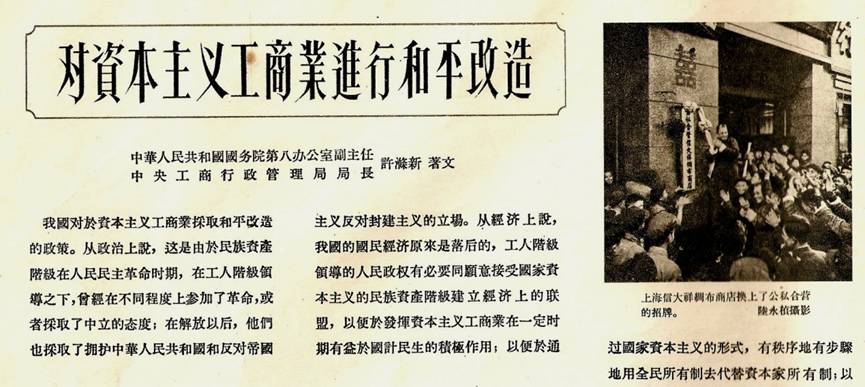 对資本主义工商業進行和平改造
中華人民共和國國务院第八办公室副主任
中央工商行政管理局局長
許滌新 著文
我國对於資本主义工商業採取和平改造
的政策。从政治上說，这是由於民族資產
階級在人民民主革命时期，在工人階級領
導之下，曾經在不同程度上参加了革命，或
者採取了中立的态度；在解放以后，他們
也採取了拥护中華人民共和國和反对帝國
主义反对封建主义的立場。从經济上說，
我國的國民經济原來是落后的，工人階級
領導的人民政权有必要同願意接受國家資
本主义的民族資產階級建立經济上的联
盟，以便於發揮資本主义工商業在一定时
期有益於國計民生的積極作用；以便於通
囍
公私合营信大祥綢布商店
上海信大祥綢布商店換上了公私合营
的招牌。 陸永楨攝影
过國家資本主义的形式，有秩序地有步驟
地用全民所有制去代替資本家所有制；以